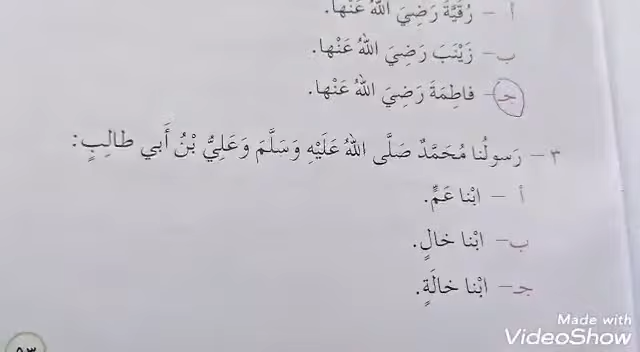 أ – رُقَيَّةَ رَضِيَ اللهُ عَنْها.
ب– زَيْنَبَ رَضِيَ اللهُ عَنْها.
جـ– فاطِمَةَ رَضِيَ اللهُ عَنْها.
٣ – رَسولُنا مُحَمَّدٌ صَلَّى اللهُ عَلَيْهِ وَسَلَّمَ وَعَلِيُّ بْنُ أَبي طالِبٍ:
أ – ابْنا عَمٍّ.
ب– ابْنا خالٍ.
جـ– ابْنا خالَةٍ.
٥٣
Made with
VideoShow